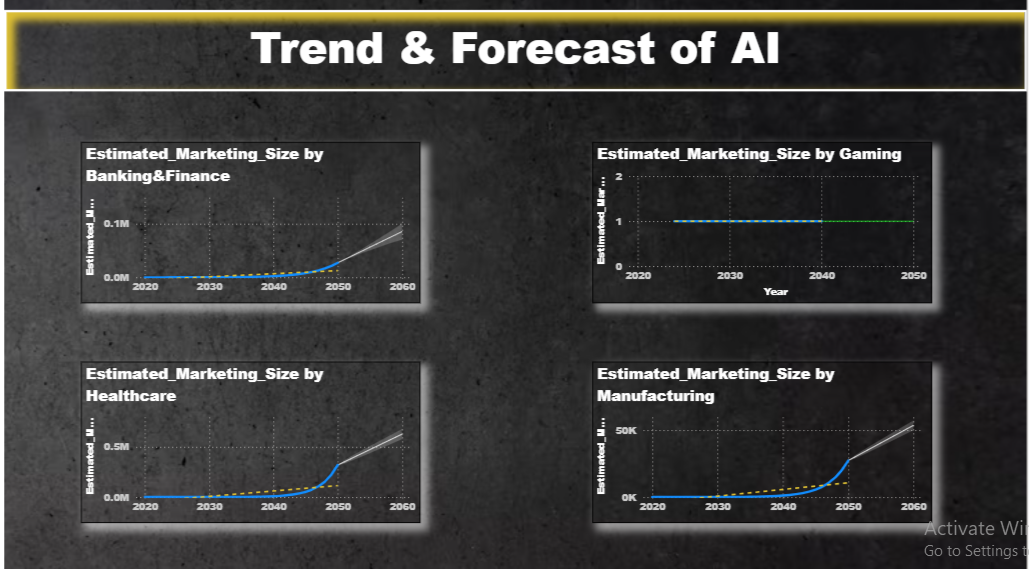 Trend & Forecast of AI
Estimated_Marketing_Size by
Banking&Finance
Estimated_M...
0.1M
0.0M
2020 2030 2040 2050 2060
Estimated_Marketing_Size by Gaming
Estimated_Mar...
2
1
0
2020 2030 2040 2050
Year
Estimated_Marketing_Size by
Healthcare
Estimated_M...
0.5M
0.0M
2020 2030 2040 2050 2060
Estimated_Marketing_Size by
Manufacturing
Estimated_M...
50K
0K
2020 2030 2040 2050 2060
Activate Wi
Go to Settings t